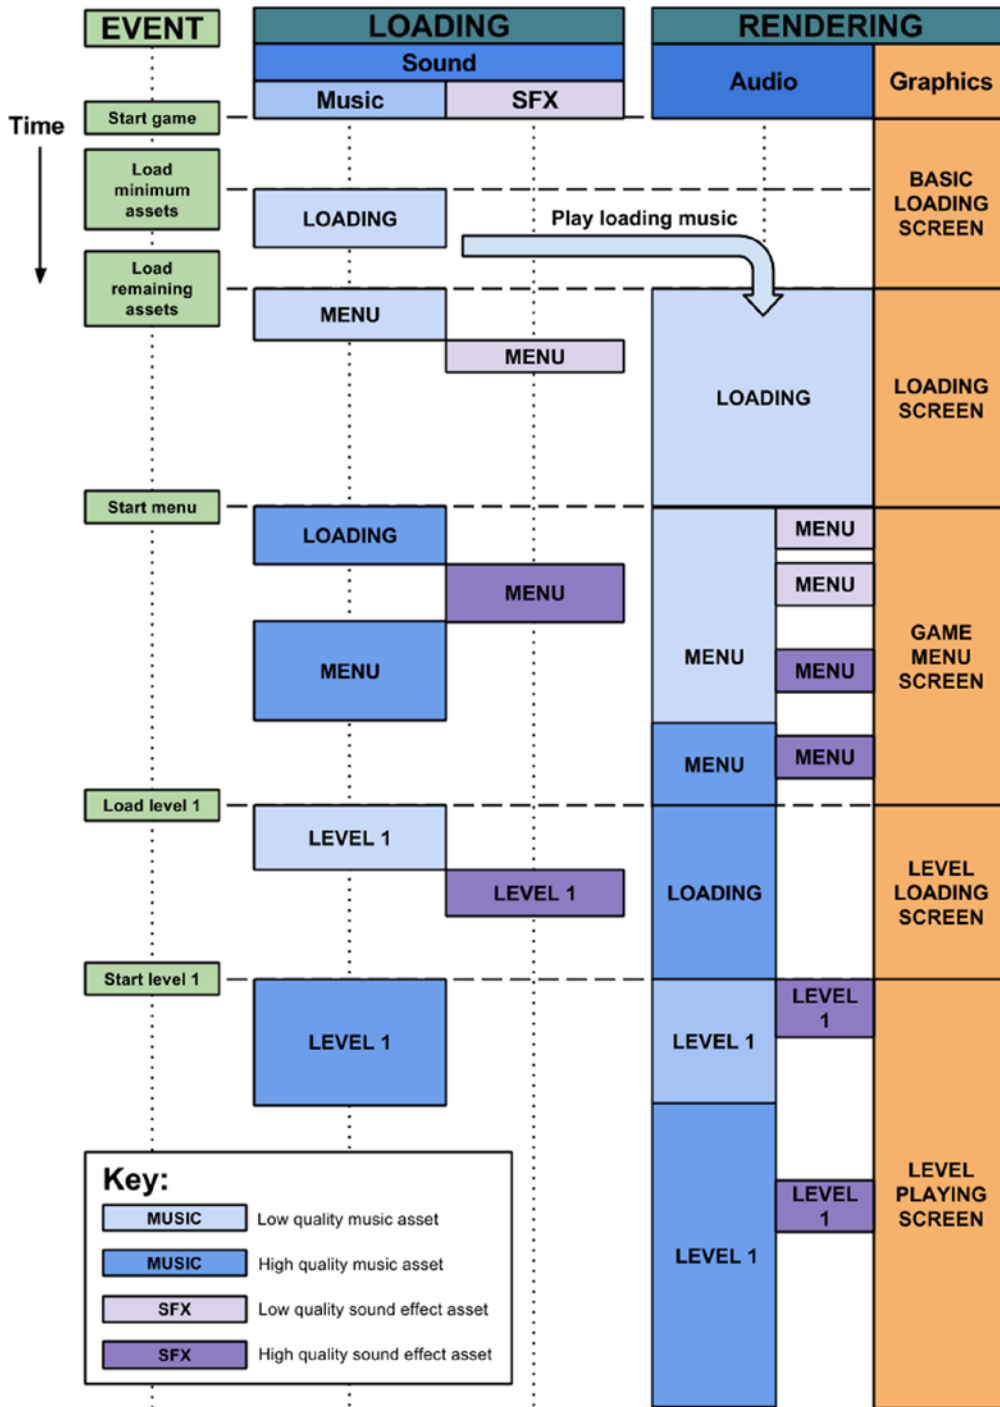 EVENT
LOADING
RENDERING
Sound
Music
SFX
Audio
Graphics
Time
Start game
Load
minimum
assets
LOADING
Play loading music
BASIC
LOADING
SCREEN
Load
remaining
assets
MENU
MENU
LOADING
LOADING
SCREEN
Start menu
LOADING
MENU
MENU
MENU
MENU
MENU
MENU
MENU
MENU
GAME
MENU
SCREEN
Load level 1
LEVEL 1
LEVEL 1
LOADING
LEVEL
LOADING
SCREEN
Start level 1
LEVEL 1
LEVEL 1
LEVEL
1
LEVEL 1
LEVEL
1
LEVEL
PLAYING
SCREEN
Key:
MUSIC Low quality music asset
MUSIC High quality music asset
SFX Low quality sound effect asset
SFX High quality sound effect asset